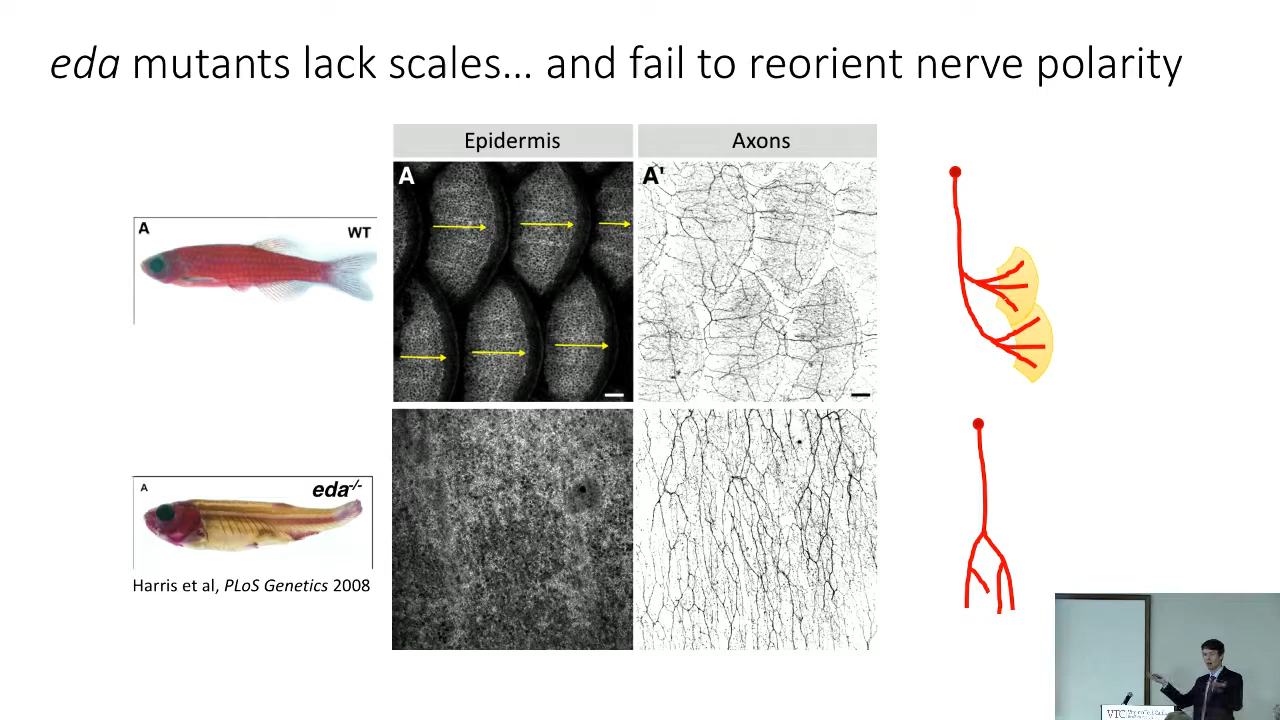 eda mutants lack scales... and fail to reorient nerve polarity
Epidermis
Axons
A
A'
A
WT
A
eda-/-
Harris et al, PLoS Genetics 2008
VTC